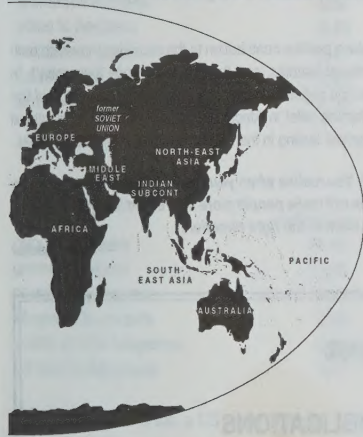 former
SOVIET
UNION
EUROPE
NORTH-EAST
ASIA
MIDDLE
EAST
INDIAN
SUBCONT
AFRICA
PACIFIC
SOUTH-
EAST ASIA
AUSTRALIA